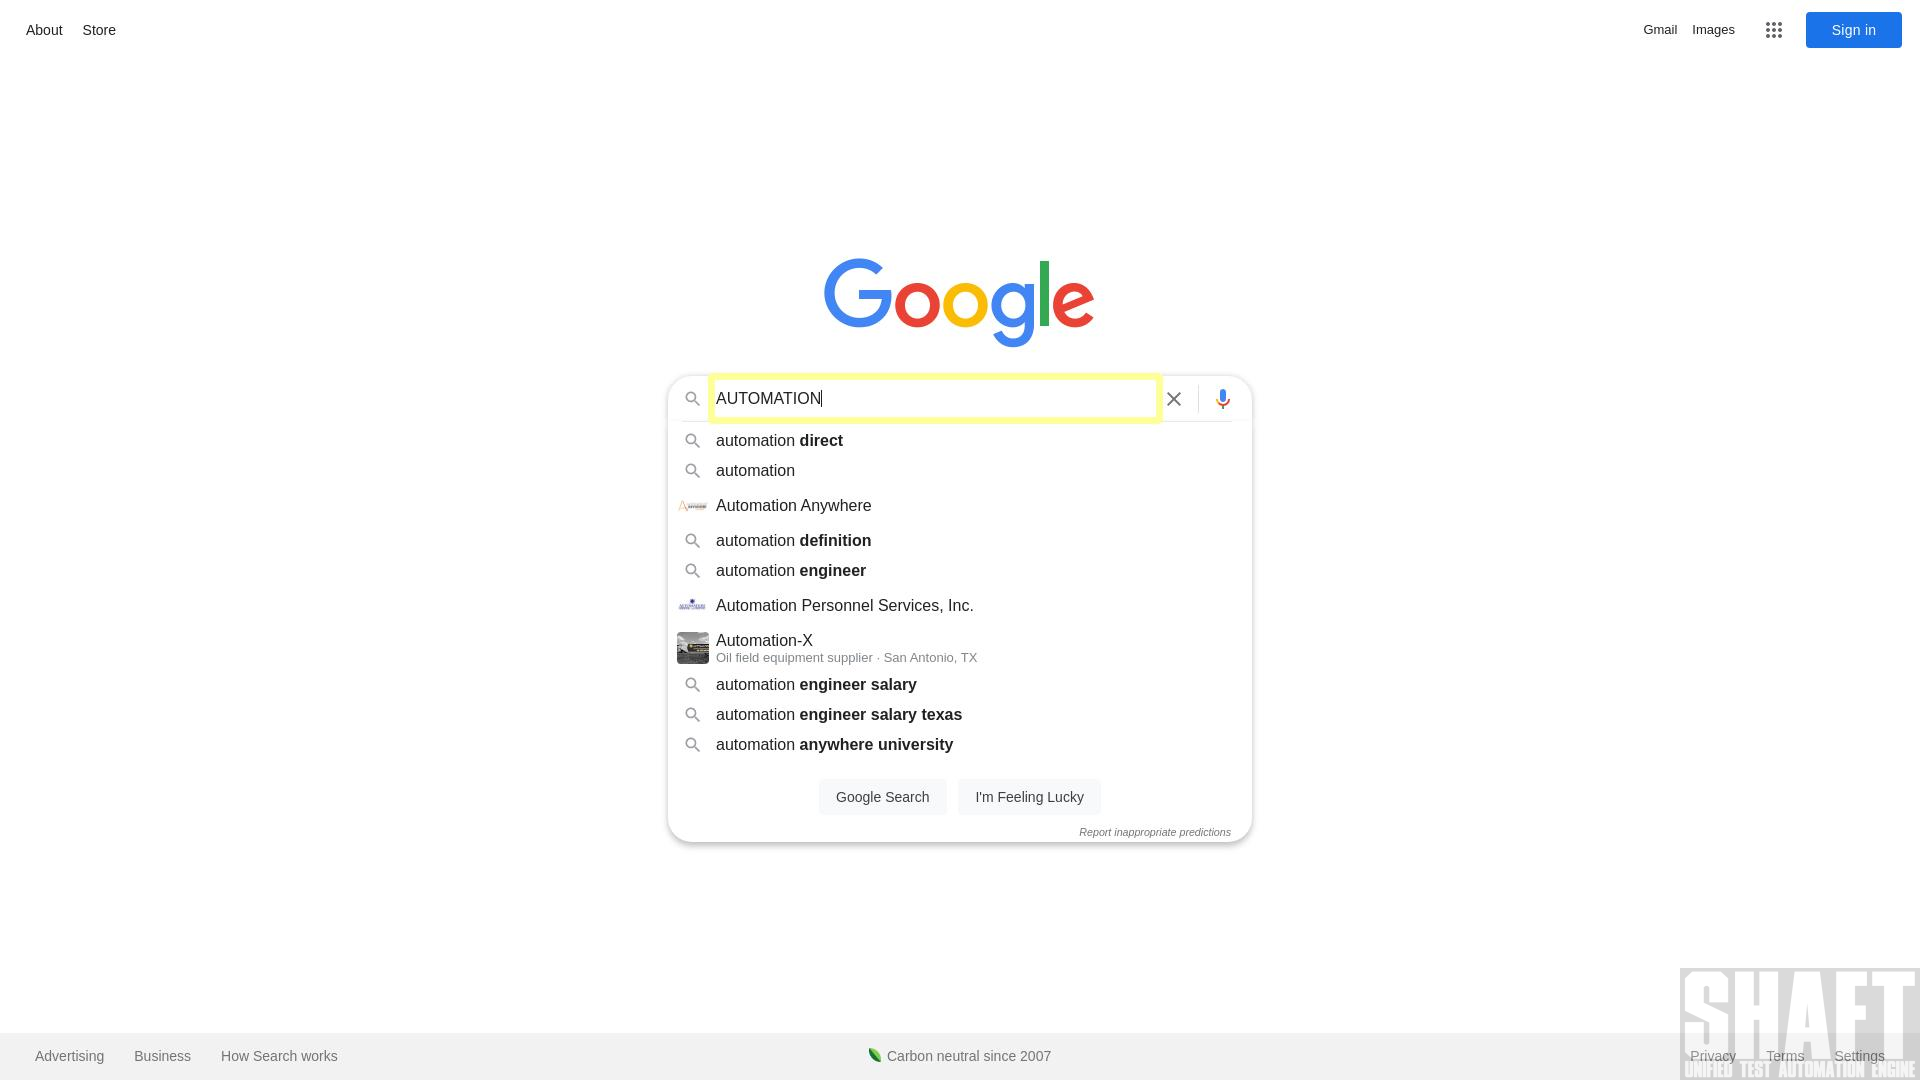 About Store
Gmail Images Sign in
Google
AUTOMATION
automation direct
automation
Automation Anywhere
automation definition
automation engineer
Automation Personnel Services, Inc.
Automation-X
Oil field equipment supplier · San Antonio, TX
automation engineer salary
automation engineer salary texas
automation anywhere university
Google Search I'm Feeling Lucky
Report inappropriate predictions
SHAFT
Advertising Business How Search works Carbon neutral since 2007 Privacy Terms Settings
UNIFIED TEST AUTOMATION ENGINE